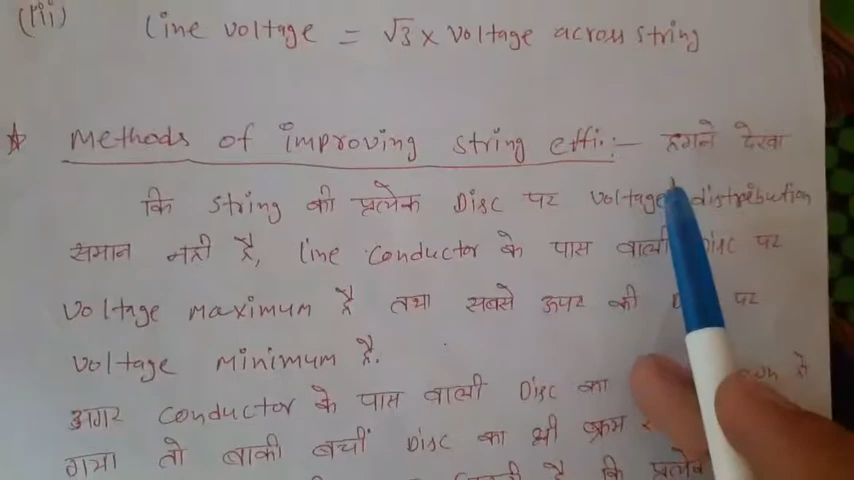 (iii) Line voltage = √3 x voltage across string
☆ Methods of improving string effi:- हमने देखा
कि string की प्रत्येक Disc पर voltage distribution
समान नही है, line conductor के पास वाली Disc पर
voltage maximum है तथा सबसे ऊपर की पर
voltage minimum है.
अगर conductor के पास वाली Disc का है
गया तो बाकी बचीं Disc का भी क्रम
है कि